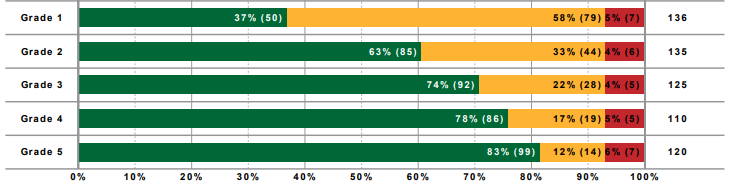 Grade 1 37% (50) 58% (79) 5% (7) 136
Grade 2 63% (85) 33% (44) 4% (6) 135
Grade 3 74% (92) 22% (28) 4% (5) 125
Grade 4 78% (86) 17% (19) 5% (5) 110
Grade 5 83% (99) 12% (14) 6% (7) 120
0% 10% 20% 30% 40% 50% 60% 70% 80% 90% 100%